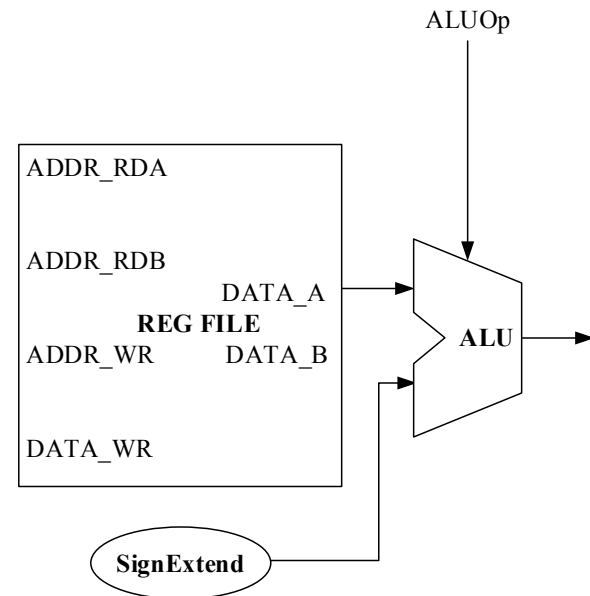 ALUOp
ADDR_RDA
ADDR_RDB
DATA_A
REG FILE
ALU
ADDR_WR
DATA_B
DATA_WR
SignExtend